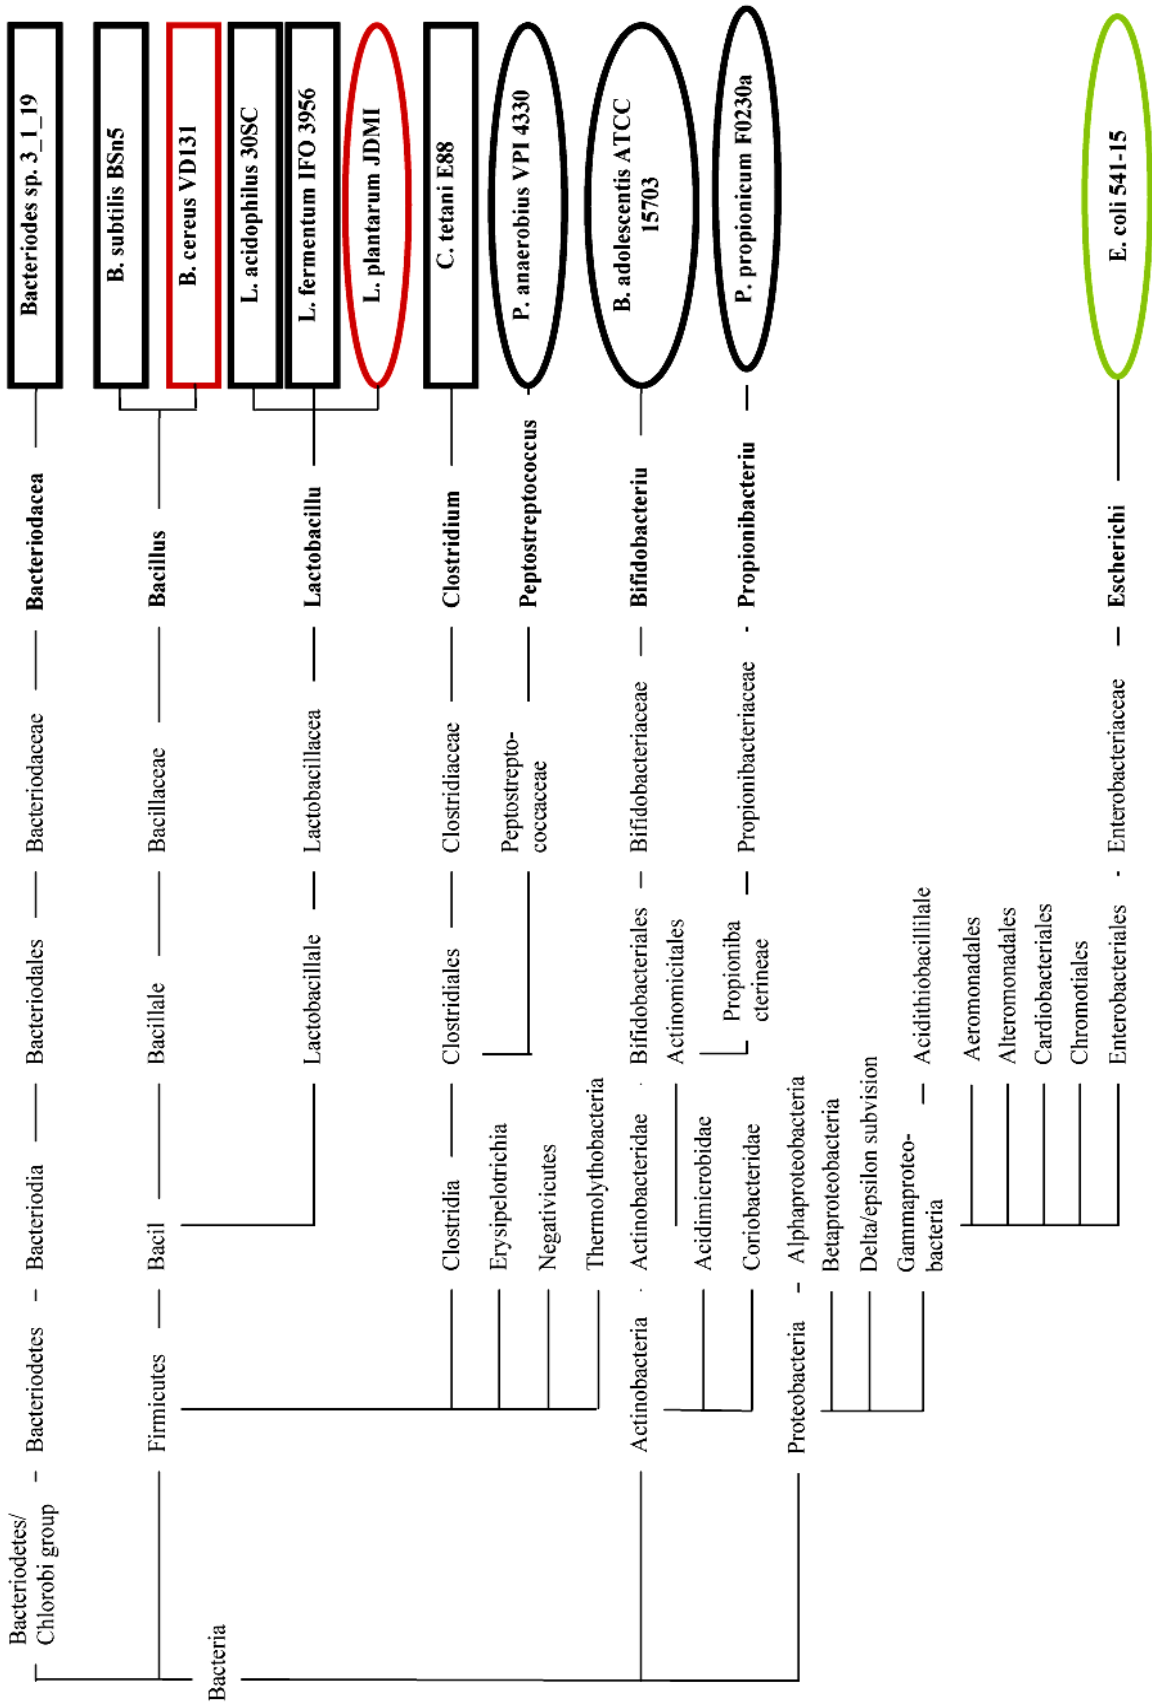 Bacteriodetes/
Chlorobi group
Bacteriodetes
Bacteriodia
Bacteriodales
Bacteriodaceae
Bacteriodacea
Bacteriodes sp. 3_1_19
Bacteria
Firmicutes
Bacil
Bacillale
Bacillaceae
Bacillus
B. subtilis BSn5
B. cereus VD131
Lactobacillale
Lactobacillacea
Lactobacillu
L. acidophilus 30SC
L. fermentum IFO 3956
L. plantarum JDMI
Clostridia
Clostridiales
Clostridiaceae
Clostridium
C. tetani E88
Erysipelotrichia
Peptostrepto-
coccaceae
Peptostreptococcus
P. anaerobius VPI 4330
Negativicutes
Thermolythobacteria
Actinobacteria
Actinobacteridae
Bifidobacteriales
Bifidobacteriaceae
Bifidobacteriu
B. adolescentis ATCC
15703
Actinomicitales
Acidimicrobidae
Coriobacteridae
Propioniba
cterineae
Propionibacteriaceae
Propionibacteriu
P. propionicum F0230a
Proteobacteria
Alphaproteobacteria
Betaproteobacteria
Delta/epsilon subvision
Gammaproteo-
bacteria
Acidithiobacillilale
Aeromonadales
Alteromonadales
Cardiobacteriales
Chromotiales
Enterobacteriales
Enterobacteriaceae
Escherichi
E. coli 541-15